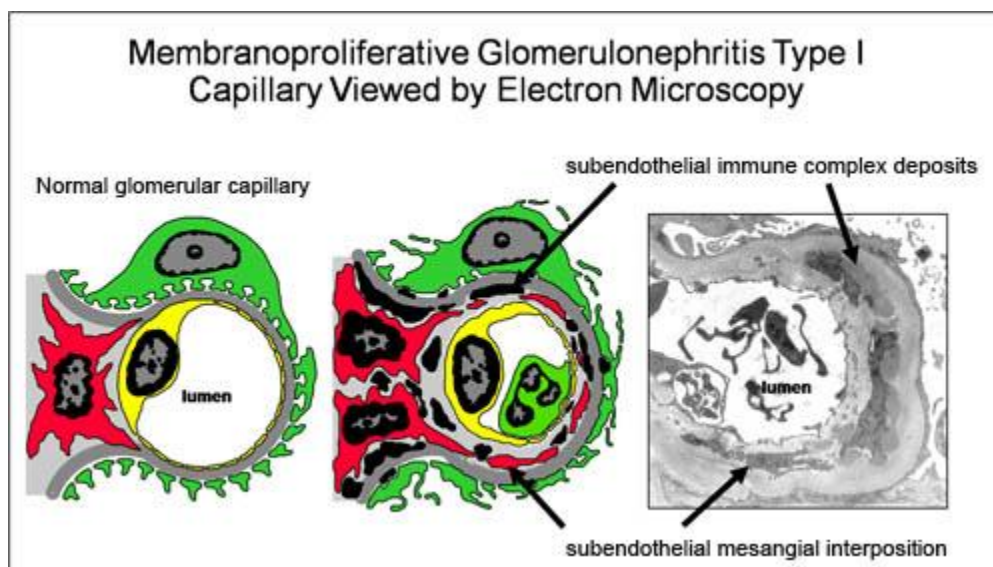 Membranoproliferative Glomerulonephritis Type I
Capillary Viewed by Electron Microscopy
subendothelial immune complex deposits
Normal glomerular capillary
lumen
lumen
subendothelial mesangial interposition